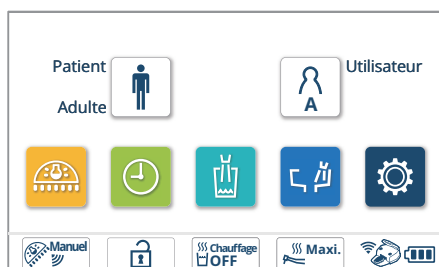 Patient
Utilisateur
Adulte
A
Manuel
Chauffage
OFF
Maxi.